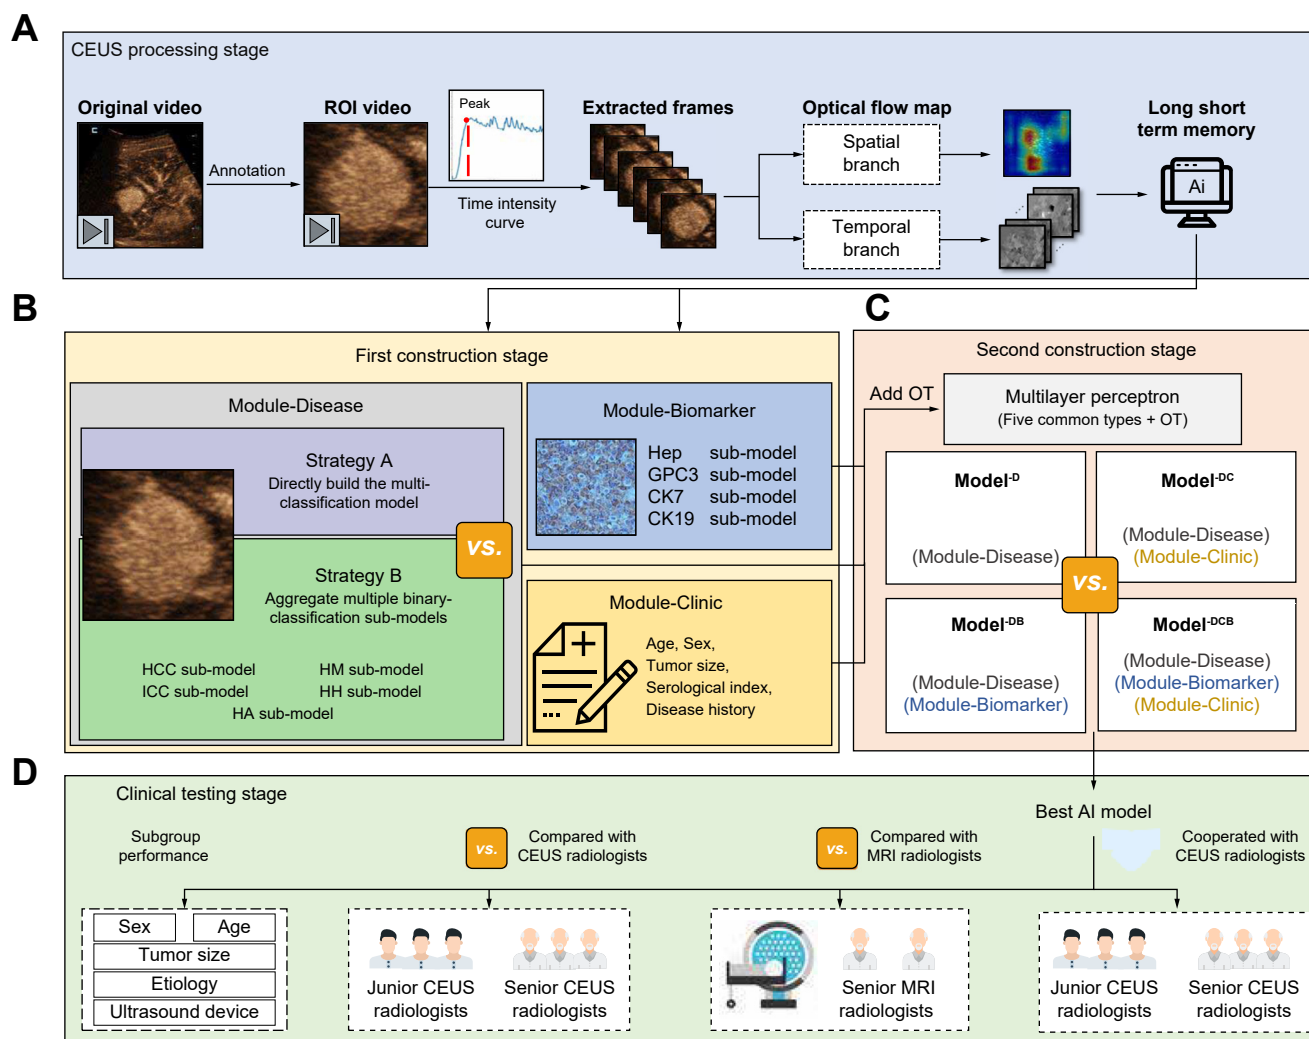 A
CEUS processing stage
Original video
Annotation
ROI video
Peak
Time intensity
curve
Extracted frames
Optical flow map
Spatial
branch
Temporal
branch
Long short
term memory
Ai
B
First construction stage
Module-Disease
Strategy A
Directly build the multi-
classification model
vs.
Strategy B
Aggregate multiple binary-
classification sub-models
HCC sub-model
HM sub-model
ICC sub-model
HH sub-model
HA sub-model
Module-Biomarker
Hep sub-model
GPC3 sub-model
CK7 sub-model
CK19 sub-model
Module-Clinic
Age, Sex,
Tumor size,
Serological index,
Disease history
C
Second construction stage
Add OT
Multilayer perceptron
(Five common types + OT)
Model-D
(Module-Disease)
Model-DC
(Module-Disease)
(Module-Clinic)
vs.
Model-DB
(Module-Disease)
(Module-Biomarker)
Model-DCB
(Module-Disease)
(Module-Biomarker)
(Module-Clinic)
D
Clinical testing stage
Best AI model
Subgroup
performance
vs.
Compared with
CEUS radiologists
vs.
Compared with
MRI radiologists
Cooperated with
CEUS radiologists
Sex
Age
Tumor size
Etiology
Ultrasound device
Junior CEUS
radiologists
Senior CEUS
radiologists
Senior MRI
radiologists
Junior CEUS
radiologists
Senior CEUS
radiologists